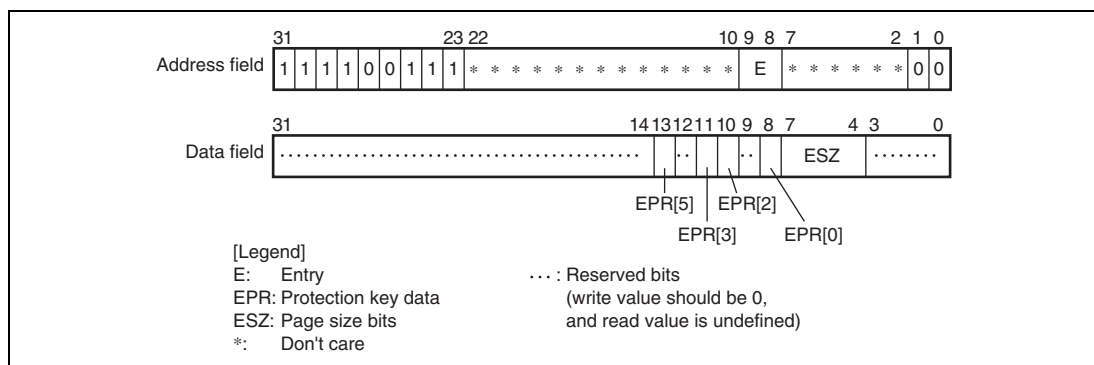 31 23 22 10 9 8 7 2 1 0
Address field 1 1 1 1 0 0 1 1 1 * * * * * * * * * * * * * E * * * * * * 0 0
31 14 13 12 11 10 9 8 7 4 3 0
Data field ESZ
EPR[5] EPR[2]
EPR[3] EPR[0]
[Legend]
E: Entry ··· : Reserved bits
EPR: Protection key data (write value should be 0,
ESZ: Page size bits and read value is undefined)
*: Don't care